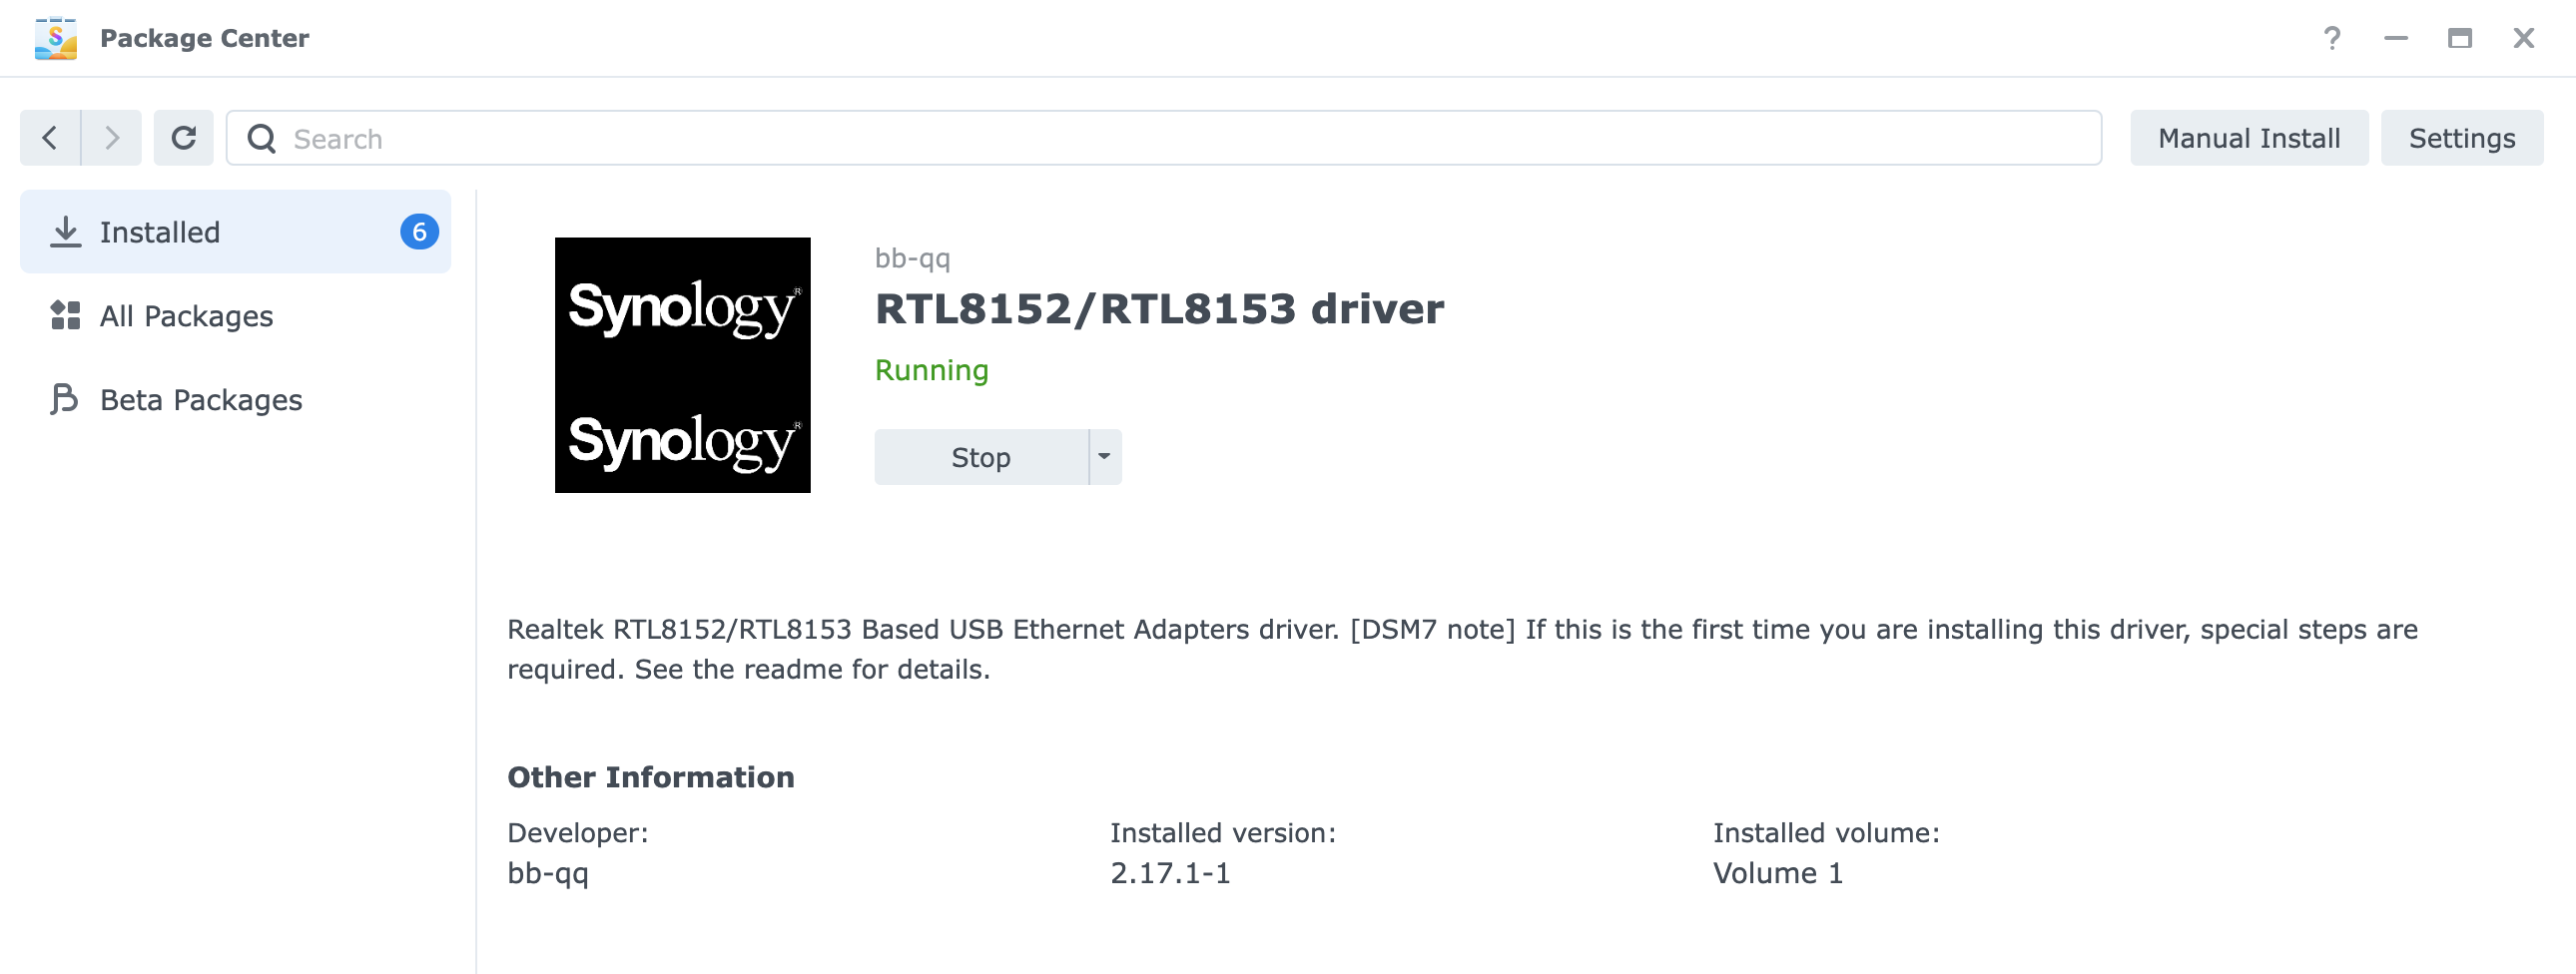 Package Center
Search
Manual Install
Settings
Installed
6
All Packages
Beta Packages
Synology®
Synology®
bb-qq
RTL8152/RTL8153 driver
Running
Stop
Realtek RTL8152/RTL8153 Based USB Ethernet Adapters driver. [DSM7 note] If this is the first time you are installing this driver, special steps are
required. See the readme for details.
Other Information
Developer:
bb-qq
Installed version:
2.17.1-1
Installed volume:
Volume 1